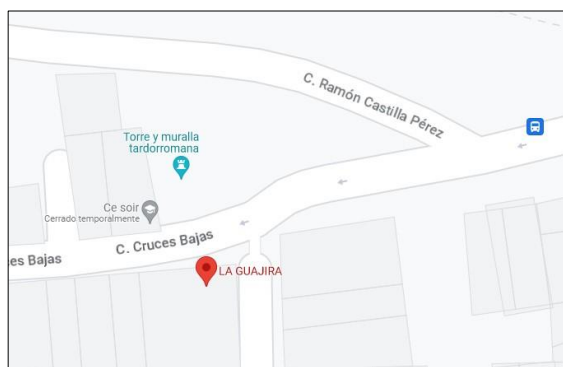 C. Ramón Castilla Pérez
Torre y muralla
tardorromana
Ce soir
Cerrado temporalmente
C. Cruces Bajas
es Bajas
LA GUAJIRA